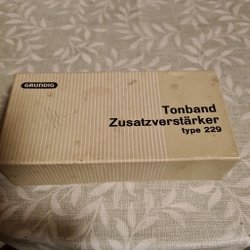 GRUNDIG
Tonband
Zusatzverstärker
type 229